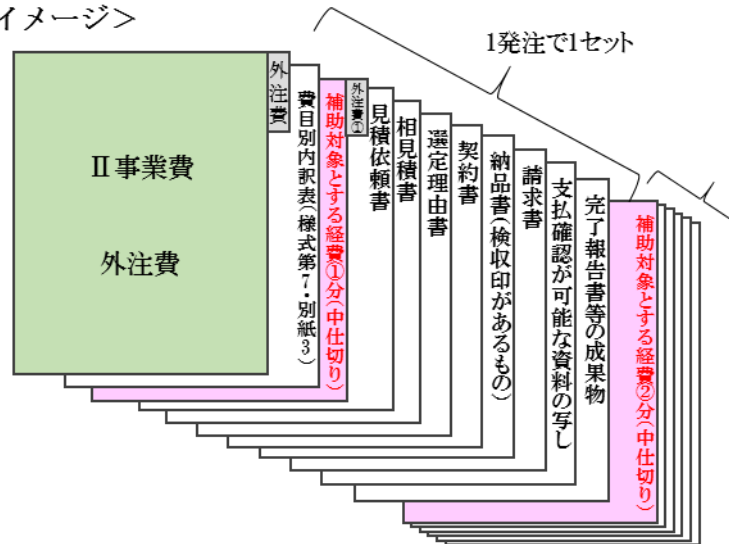 イメージ＞
1発注で1セット
Ⅱ事業費
外注費
外注費
費目別内訳表(様式第7・別紙3)
補助対象とする経費①分(中仕切り)
外注費①
見積依頼書
相見積書
選定理由書
契約書
納品書(検収印があるもの)
請求書
支払確認が可能な資料の写し
完了報告書等の成果物
補助対象とする経費②分(中仕切り)